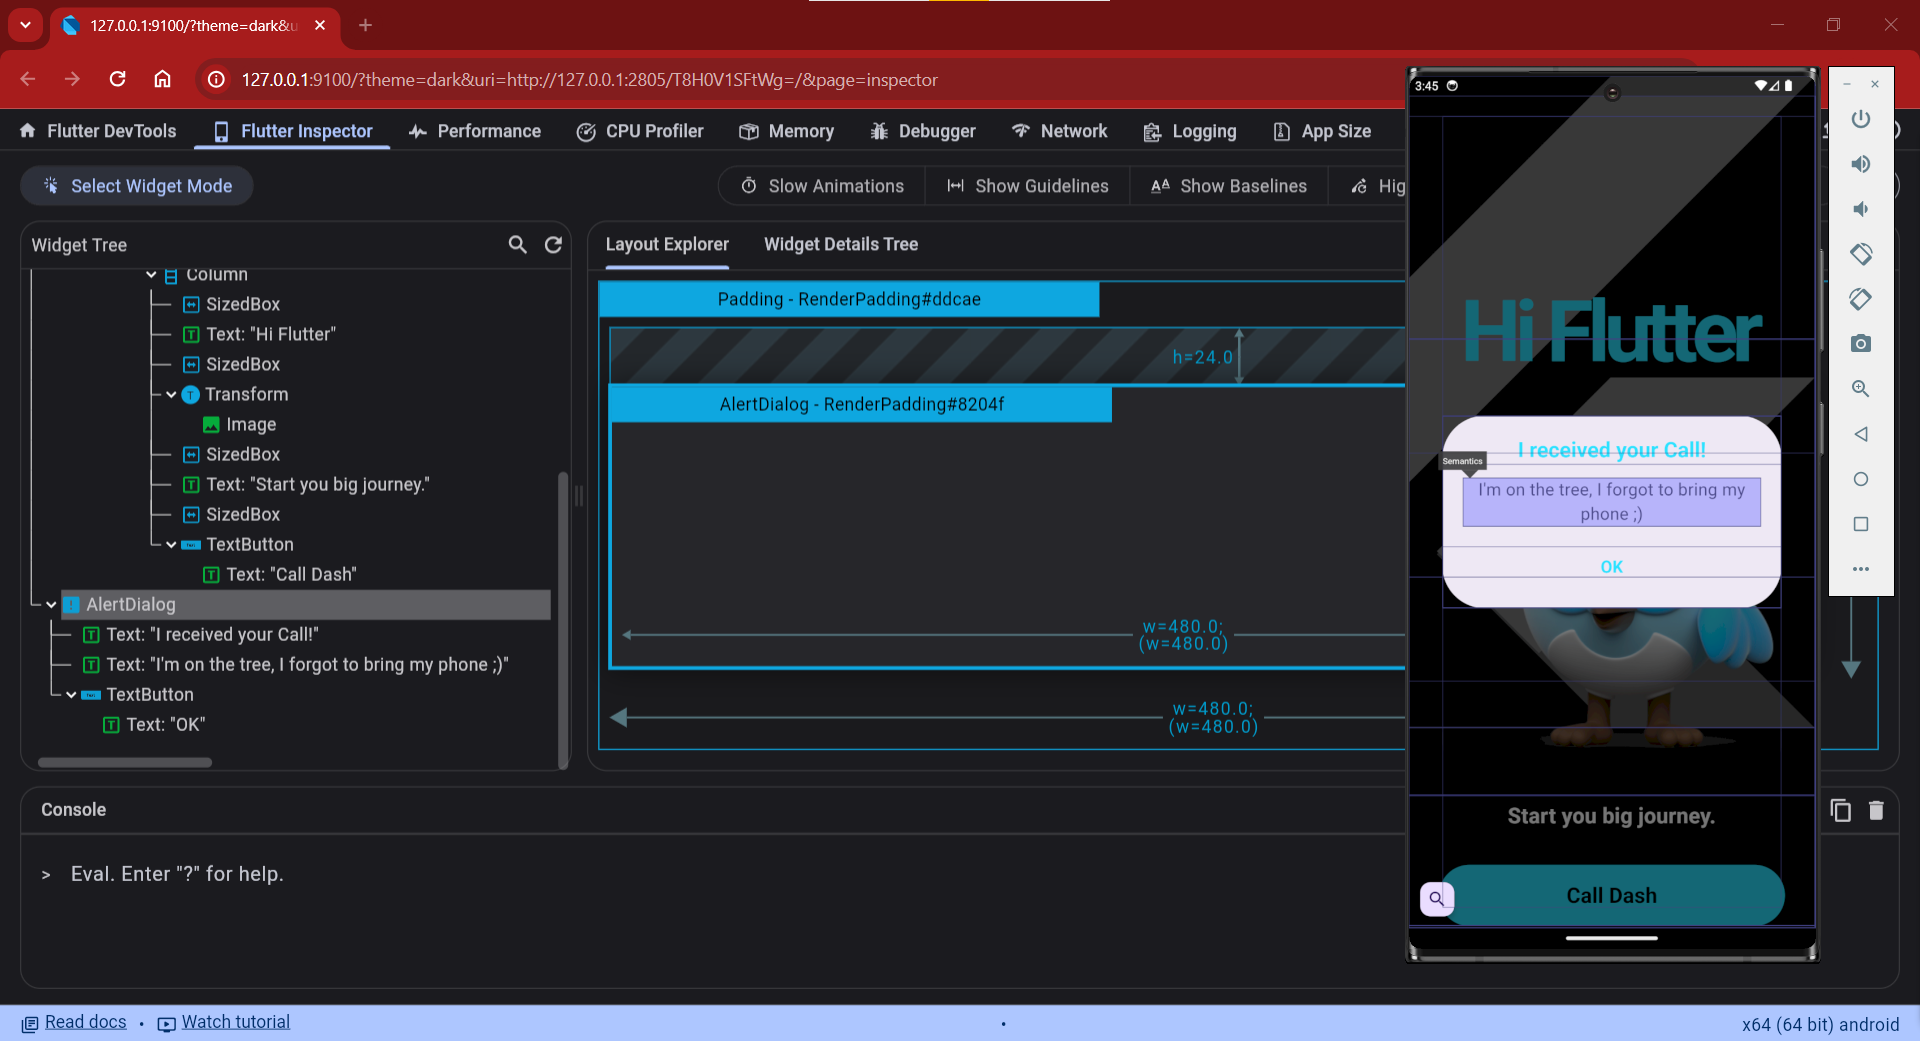 127.0.0.1:9100/?theme=dark&u
127.0.0.1:9100/?theme=dark&uri=http://127.0.0.1:2805/T8H0V1SFtWg=/&page=inspector
Flutter DevTools
Flutter Inspector
Performance
CPU Profiler
Memory
Debugger
Network
Logging
App Size
Select Widget Mode
Slow Animations
Show Guidelines
Show Baselines
Hig
Widget Tree
Column
SizedBox
Text: "Hi Flutter"
SizedBox
Transform
Image
SizedBox
Text: "Start you big journey."
SizedBox
TextButton
Text: "Call Dash"
AlertDialog
Text: "I received your Call!"
Text: "I'm on the tree, I forgot to bring my phone ;)"
TextButton
Text: "OK"
Layout Explorer
Widget Details Tree
Padding - RenderPadding#ddcae
h=24.0
AlertDialog - RenderPadding#8204f
w=480.0;
(w=480.0)
w=480.0;
(w=480.0)
3:45
Hi Flutter
I received your Call!
Semantics
I'm on the tree, I forgot to bring my
phone ;)
OK
Start you big journey.
Call Dash
Console
> Eval. Enter "?" for help.
Read docs • Watch tutorial
•
x64 (64 bit) android